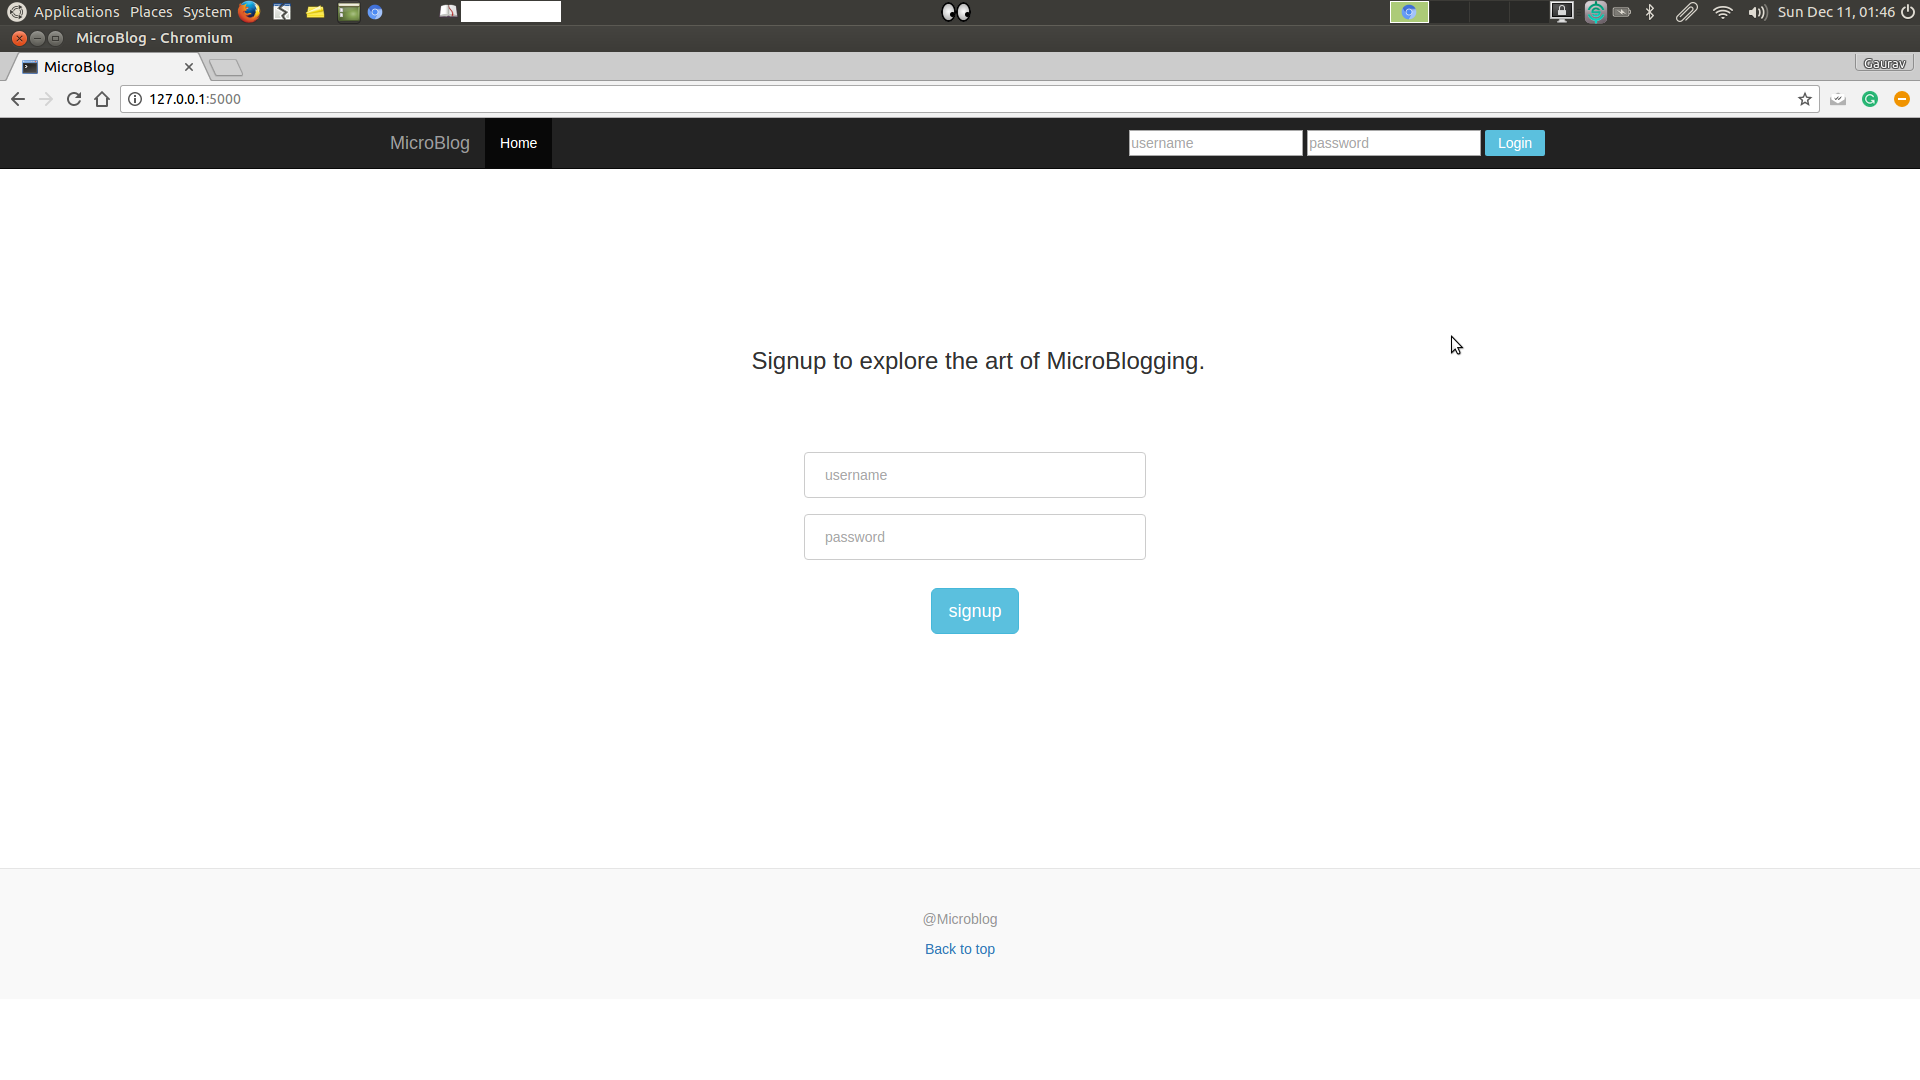 Applications Places System Sun Dec 11, 01:46
MicroBlog - Chromium
MicroBlog Gaurav
127.0.0.1:5000
MicroBlog Home username password Login
Signup to explore the art of MicroBlogging.
username
password
signup
@Microblog
Back to top